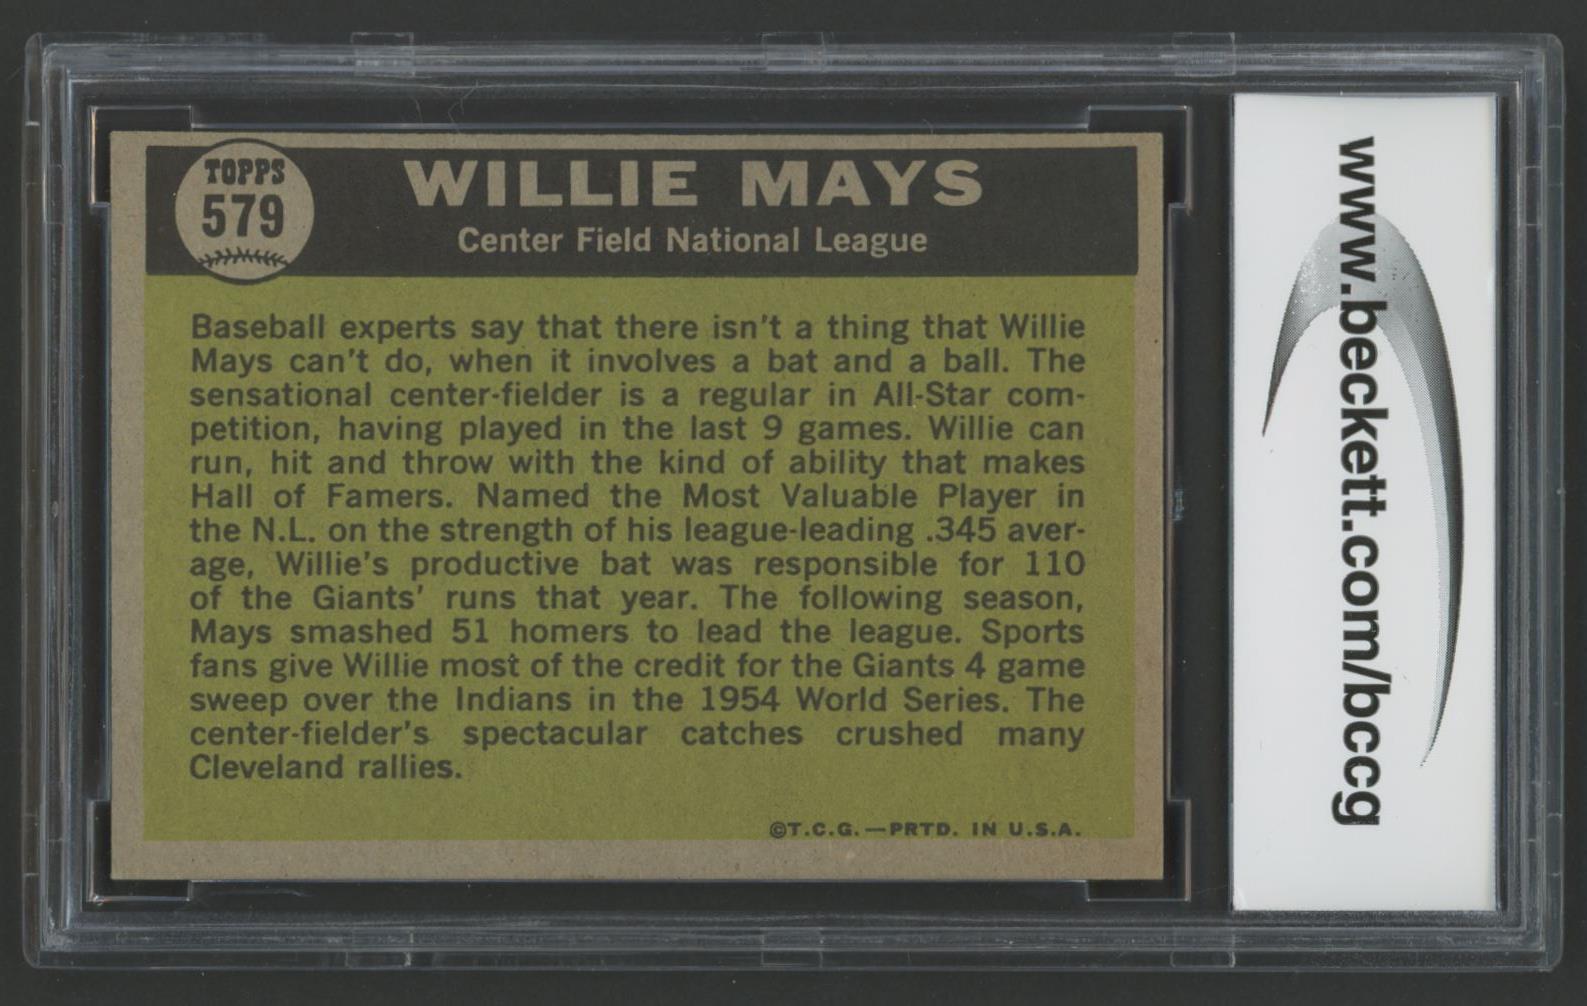 TOPPS
579
WILLIE MAYS
Center Field National League
Baseball experts say that there isn't a thing that Willie
Mays can't do, when it involves a bat and a ball. The
sensational center-fielder is a regular in All-Star com-
petition, having played in the last 9 games. Willie can
run, hit and throw with the kind of ability that makes
Hall of Famers. Named the Most Valuable Player in
the N.L. on the strength of his league-leading .345 aver-
age, Willie's productive bat was responsible for 110
of the Giants' runs that year. The following season,
Mays smashed 51 homers to lead the league. Sports
fans give Willie most of the credit for the Giants 4 game
sweep over the Indians in the 1954 World Series. The
center-fielder's spectacular catches crushed many
Cleveland rallies.
©T.C.G.—PRTD. IN U.S.A.
www.beckett.com/bccg